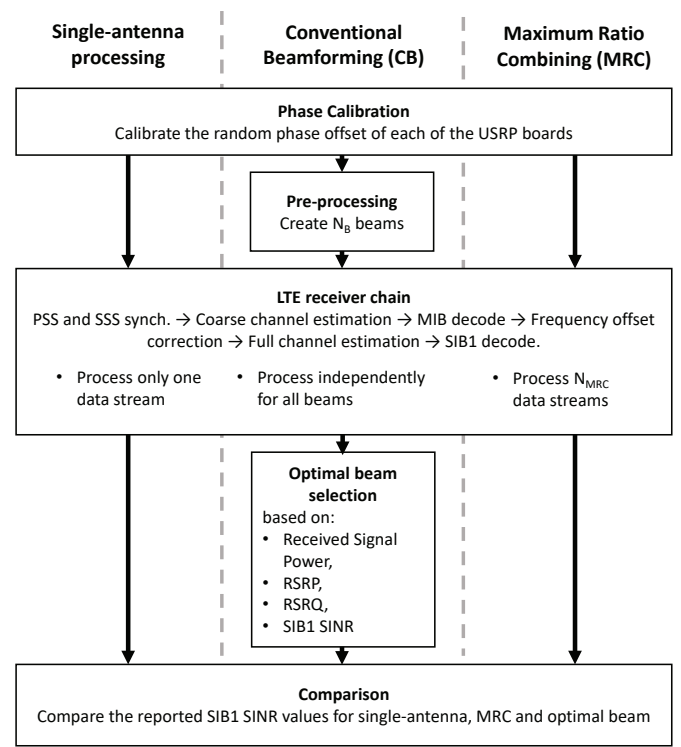 Single-antenna
processing
Conventional
Beamforming (CB)
Maximum Ratio
Combining (MRC)
Phase Calibration
Calibrate the random phase offset of each of the USRP boards
Pre-processing
Create N_B beams
LTE receiver chain
PSS and SSS synch. → Coarse channel estimation → MIB decode → Frequency offset
correction → Full channel estimation → SIB1 decode.
• Process only one
data stream
• Process independently
for all beams
• Process N_MRC
data streams
Optimal beam
selection
based on:
• Received Signal
Power,
• RSRP,
• RSRQ,
• SIB1 SINR
Comparison
Compare the reported SIB1 SINR values for single-antenna, MRC and optimal beam